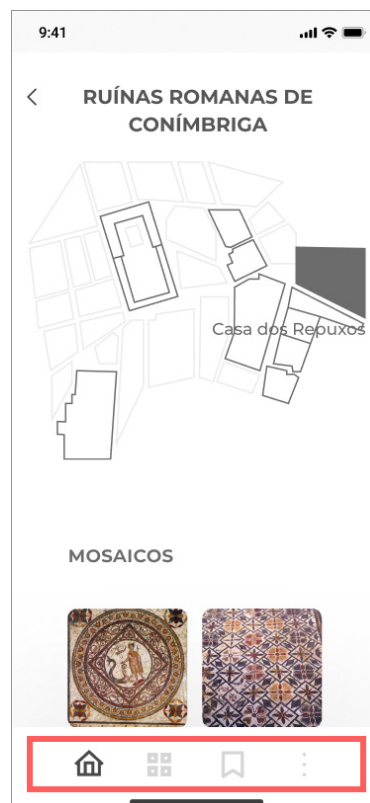 9:41
RUÍNAS ROMANAS DE
CONÍMBRIGA
Casa dos Repuxos
MOSAICOS